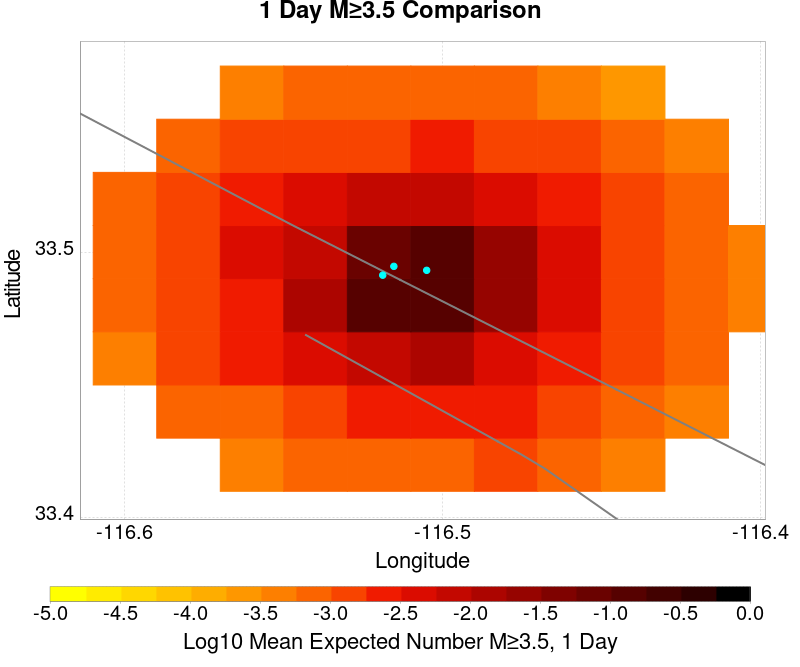 1 Day M≥3.5 Comparison
Latitude
33.5
33.4
-116.6 -116.5 -116.4
Longitude
-5.0 -4.5 -4.0 -3.5 -3.0 -2.5 -2.0 -1.5 -1.0 -0.5 0.0
Log10 Mean Expected Number M≥3.5, 1 Day